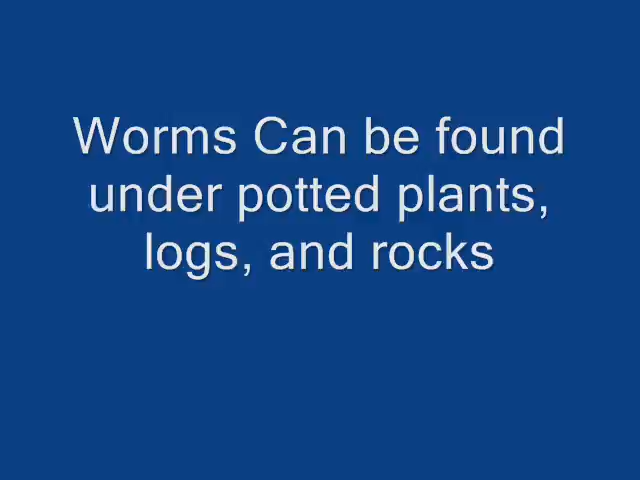 Worms Can be found
under potted plants,
logs, and rocks